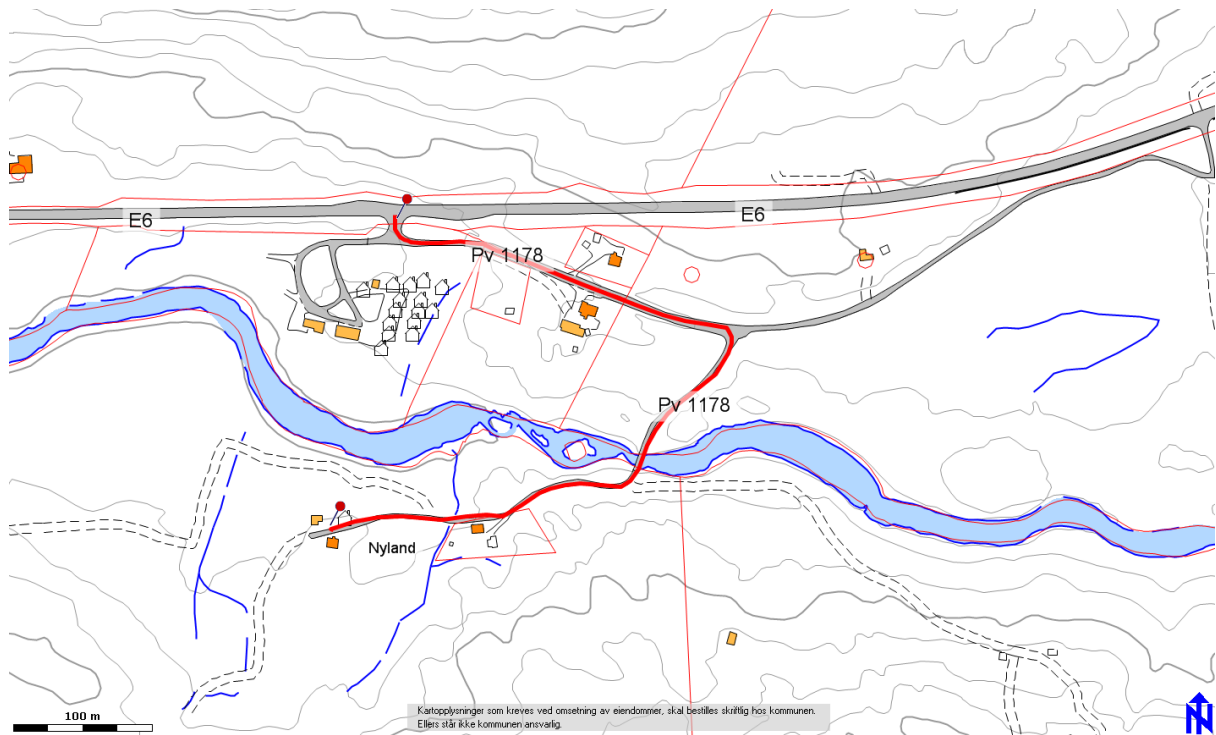 E6
E6
Pv 1178
Pv 1178
Nyland
100 m
Kartopplysninger som kreves ved omsetning av eiendommer, skal bestilles skriftlig hos kommunen.
Ellers står ikke kommunen ansvarlig.
N